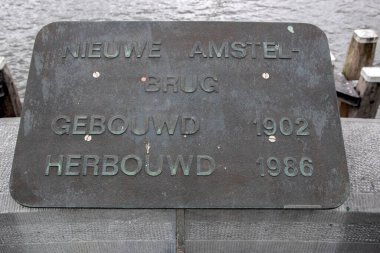 NIEUWE AMSTEL-
BRUG
GEBOUWD 1902
HERBOUWD 1986